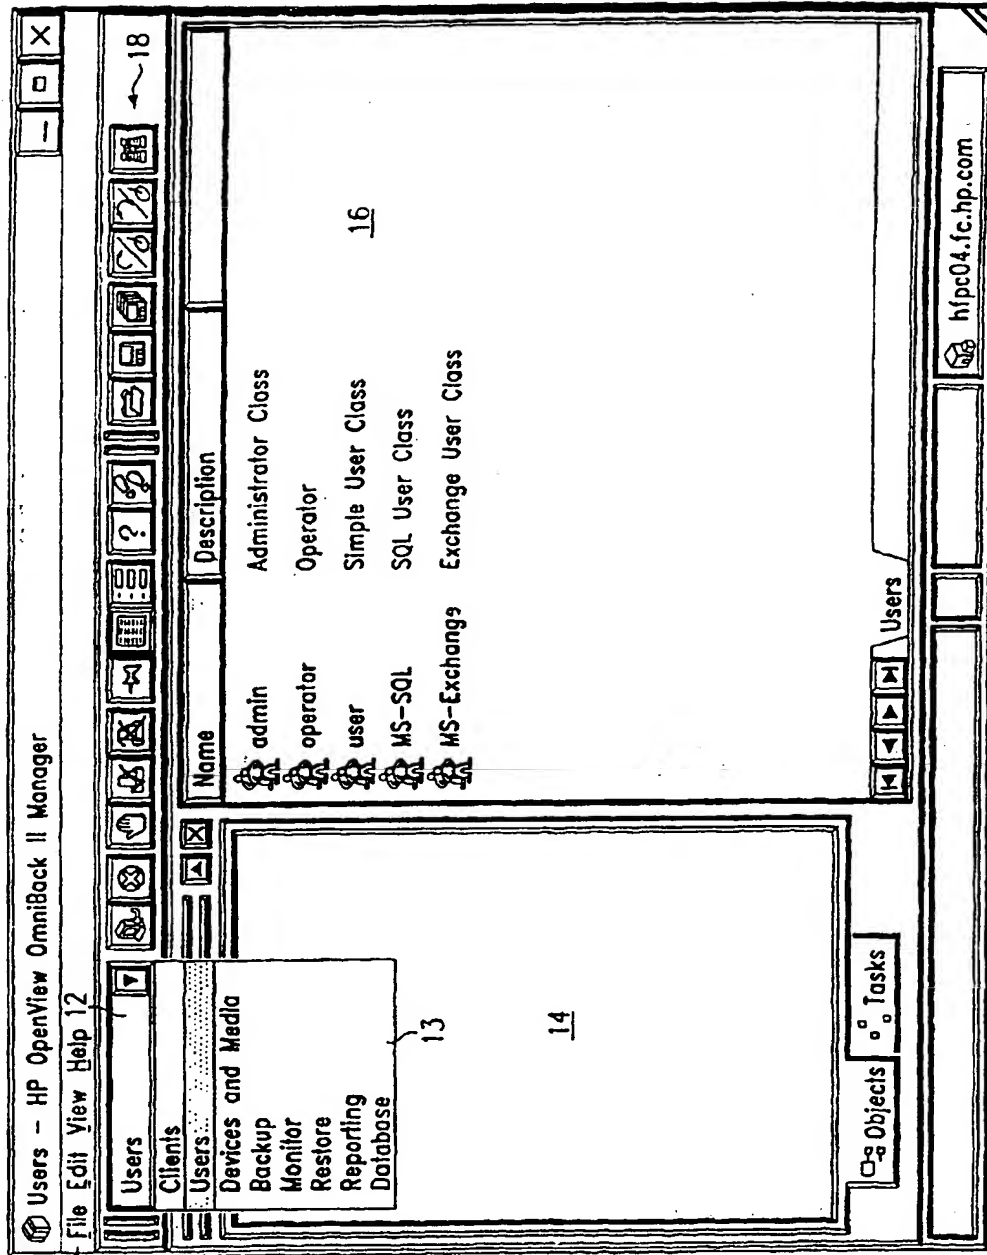 Users - HP OpenView OmniBack II Manager
File Edit View Help 12
18
Users
Clients
Users
Devices and Media
Backup
Monitor
Restore
Reporting
Database
13
14
Objects
Tasks
Name Description
admin Administrator Class
operator Operator
user Simple User Class
MS-SQL SQL User Class
MS-Exchange Exchange User Class
16
Users
hfpc04.fc.hp.com